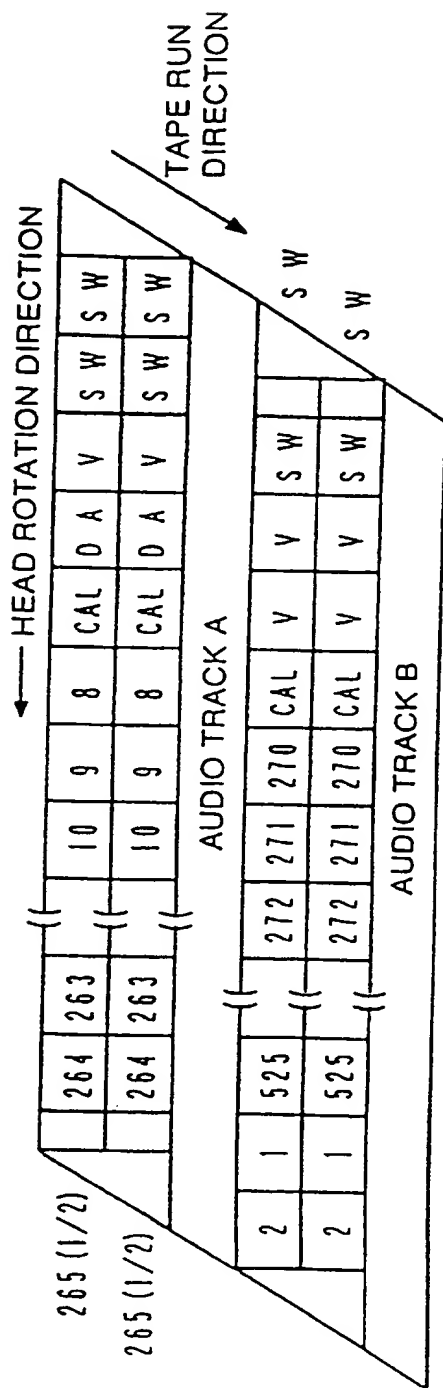 ← HEAD ROTATION DIRECTION
TAPE RUN
DIRECTION
265 (1/2) 264 263 10 9 8 CAL D A V S W S W
265 (1/2) 264 263 10 9 8 CAL D A V S W S W
AUDIO TRACK A
2 1 525 272 271 270 CAL V V S W S W
2 1 525 272 271 270 CAL V V S W S W
AUDIO TRACK B